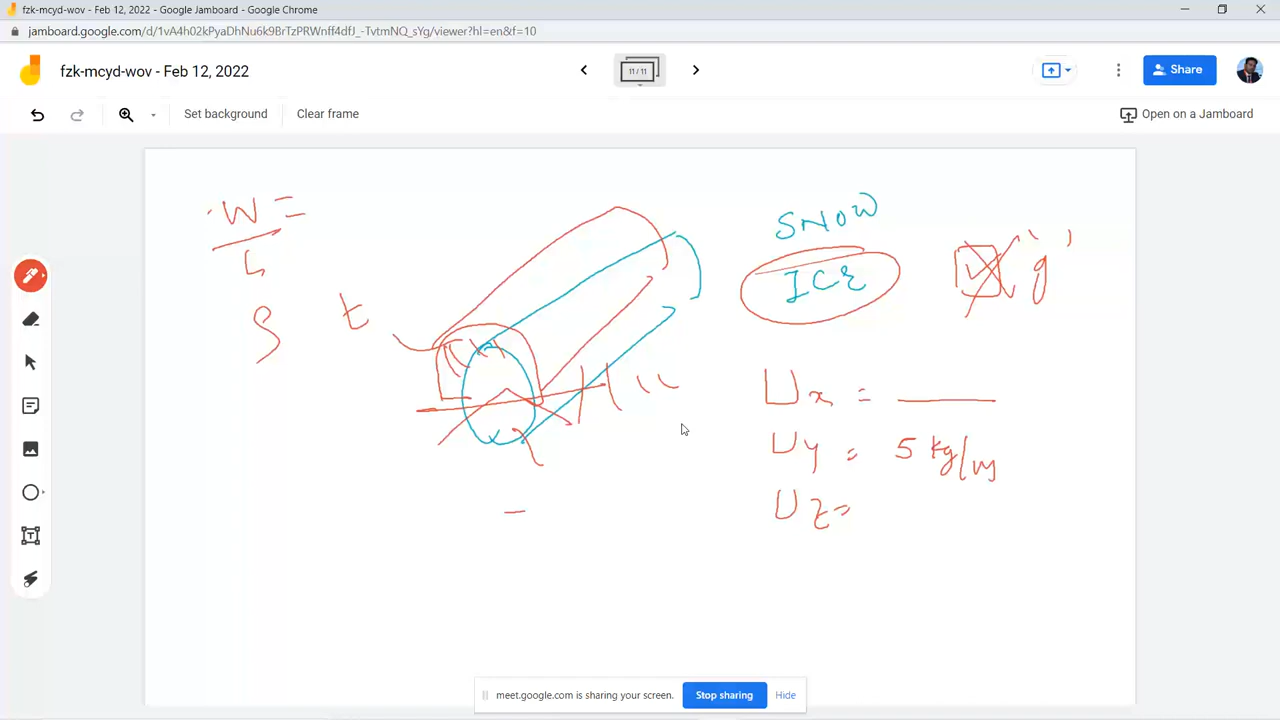 fzk-mcyd-wov - Feb 12, 2022 - Google Jamboard - Google Chrome
jamboard.google.com/d/1vA4h02kPyaDhNu6k9BrTzPRWnff4dfJ_-TvtmNQ_sYg/viewer?hl=en&f=10
fzk-mcyd-wov - Feb 12, 2022
11 / 11
Share
Set background
Clear frame
Open on a Jamboard
W =
L
t
SNOW
ICE
"g"
Ux =
Uy = 5 kg/m
Uz =
meet.google.com is sharing your screen.
Stop sharing
Hide